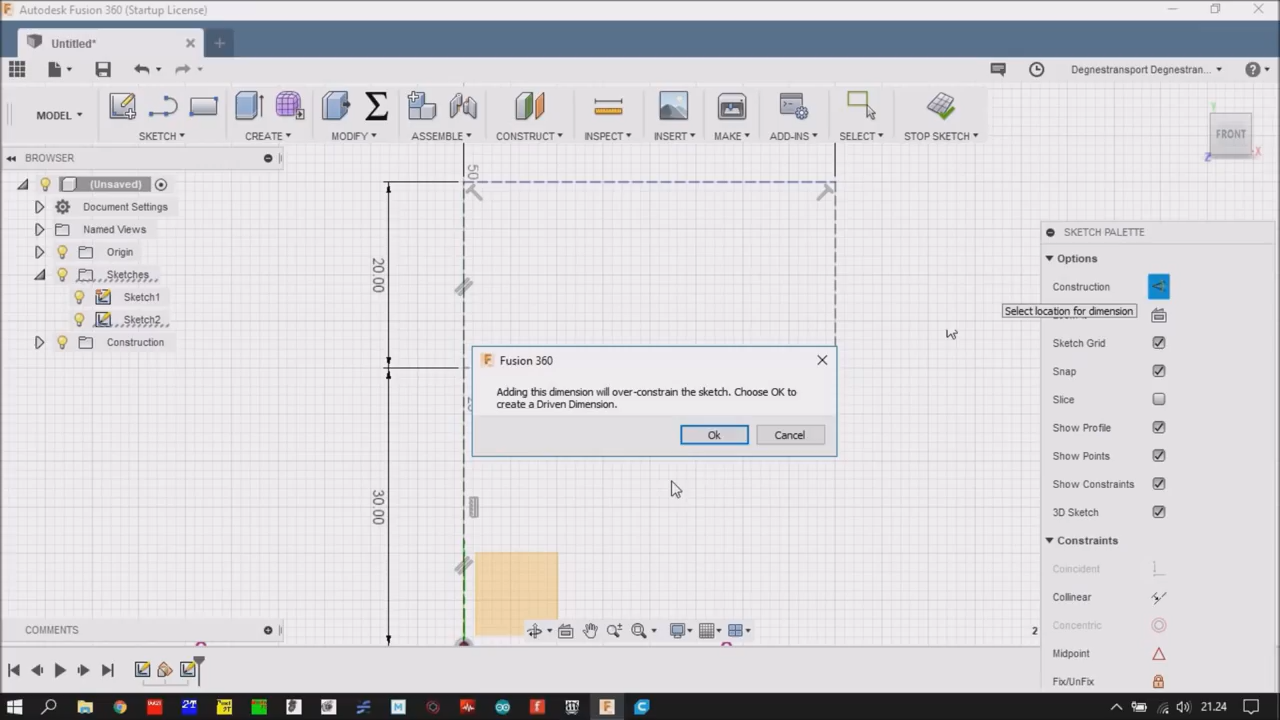 Autodesk Fusion 360 (Startup License)
Untitled*
Degnestransport Degnestran...
MODEL
SKETCH
CREATE
MODIFY
ASSEMBLE
CONSTRUCT
INSPECT
INSERT
MAKE
ADD-INS
SELECT
STOP SKETCH
FRONT
Z
X
Y
BROWSER
(Unsaved)
Document Settings
Named Views
Origin
Sketches
Sketch1
Sketch2
Construction
50
20.00
30.00
SKETCH PALETTE
Options
Construction
Select location for dimension
Sketch Grid
Snap
Slice
Show Profile
Show Points
Show Constraints
3D Sketch
Constraints
Coincident
Collinear
Concentric
Midpoint
Fix/UnFix
Fusion 360
Adding this dimension will over-constrain the sketch. Choose OK to
create a Driven Dimension.
Ok
Cancel
COMMENTS
2
21.24